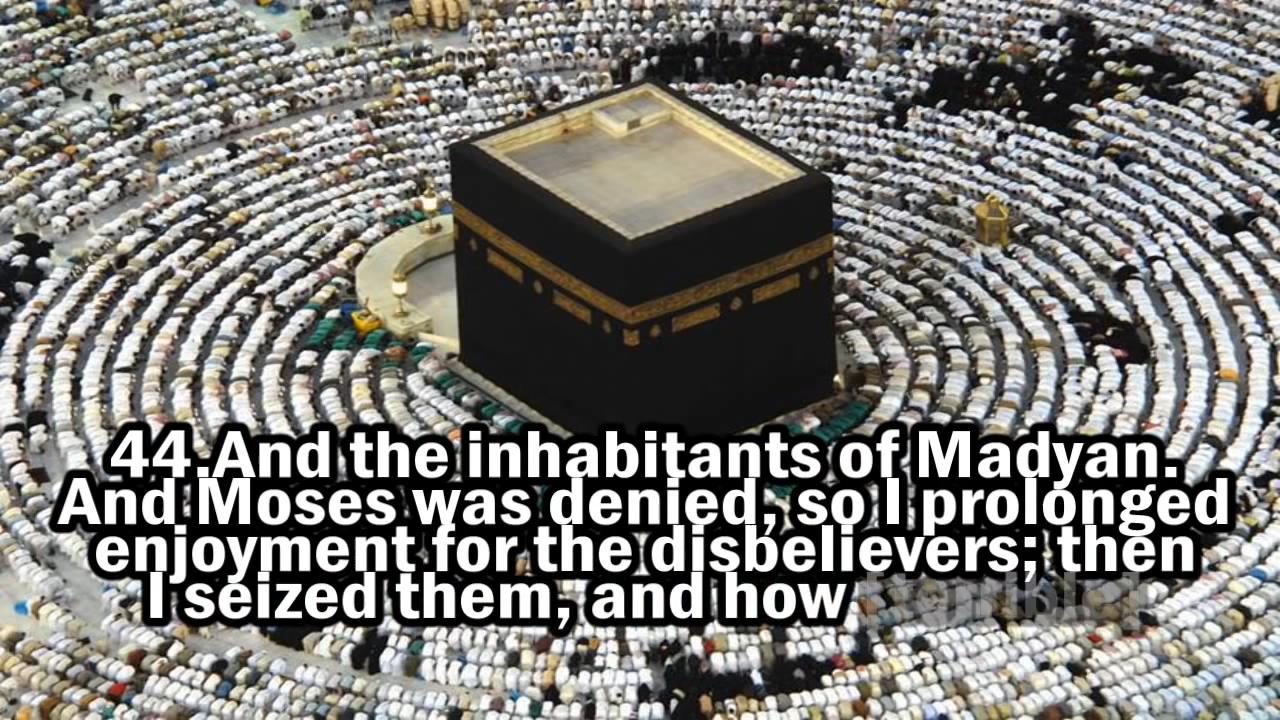 44.And the inhabitants of Madyan.
And Moses was denied, so I prolonged
enjoyment for the disbelievers; then
I seized them, and how